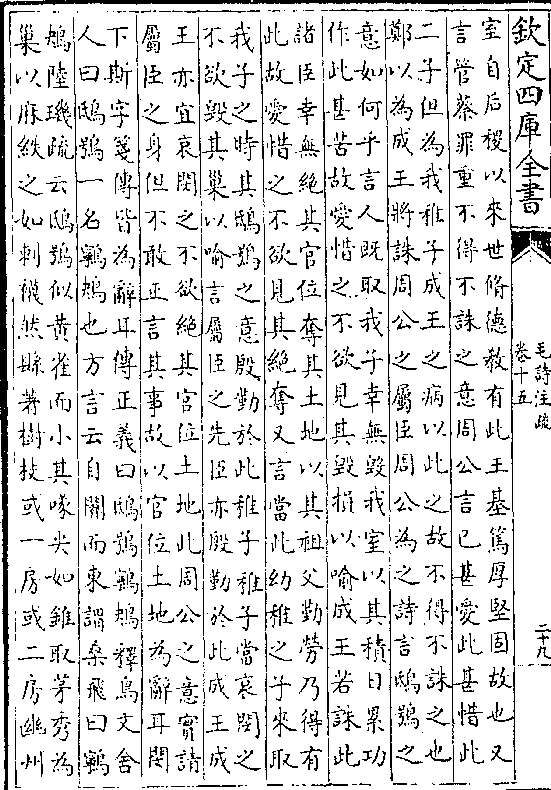 欽定四庫全書
毛詩注疏
卷十五
二十九
室自后稷以來世脩德教有此王基篤厚堅固故也又
言管蔡罪重不得不誅之意周公言己甚愛此甚惜此
二子但為我稚子成王之病以此之故不得不誅之也
鄭以為成王將誅周公之屬臣周公為之詩言鴟鴞之
意如何乎言人既取我子幸無毀我室以其積日累功
作此甚苦故愛惜之不欲見其毀損以喻成王若誅此
諸臣幸無絕其官位奪其土地以其祖父勤勞乃得有
此故愛惜之不欲見其絕奪又言當此幼稚之子來取
我子之時其鴟鴞之意殷勤於此稚子稚子當哀閔之
不欲毀其巢以喻言屬臣之先臣亦殷勤於此成王成
王亦宜哀閔之不欲絕其官位土地此周公之意實請
屬臣之身但不敢正言其事故以官位土地為辭耳閔
下斯字箋傳皆為辭耳傳正義曰鴟鴞鸋鴂釋鳥文舍
人曰鴟鴞一名鸋鴂也方言云自關而東謂桑飛曰鸋
鴂陸璣疏云鴟鴞似黃雀而小其喙尖如錐取茅秀為
巢以麻紩之如刺襪然縣著樹枝或一房或二房幽州